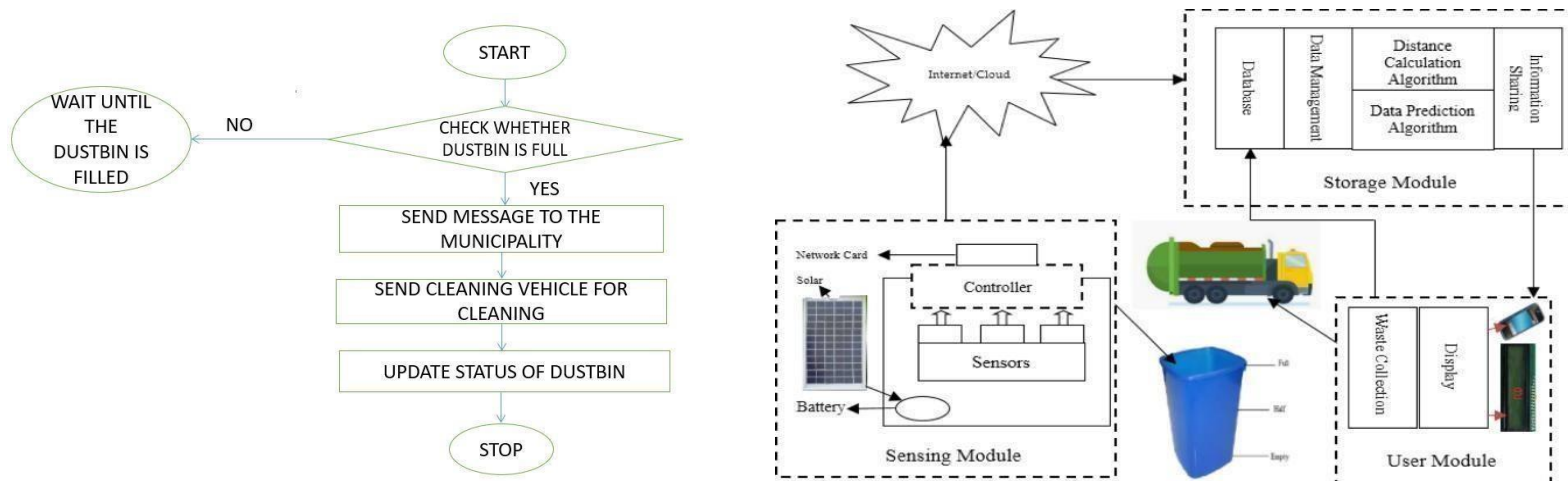 START
WAIT UNTIL
THE
DUSTBIN IS
FILLED
NO
CHECK WHETHER
DUSTBIN IS FULL
YES
SEND MESSAGE TO THE
MUNICIPALITY
SEND CLEANING VEHICLE FOR
CLEANING
UPDATE STATUS OF DUSTBIN
STOP
Internet/Cloud
Database
Data Management
Distance
Calculation
Algorithm
Data Prediction
Algorithm
Information
Sharing
Storage Module
Network Card
Solar
Controller
Sensors
Battery
Sensing Module
Full
Half
Empty
Waste Collection
Display
User Module